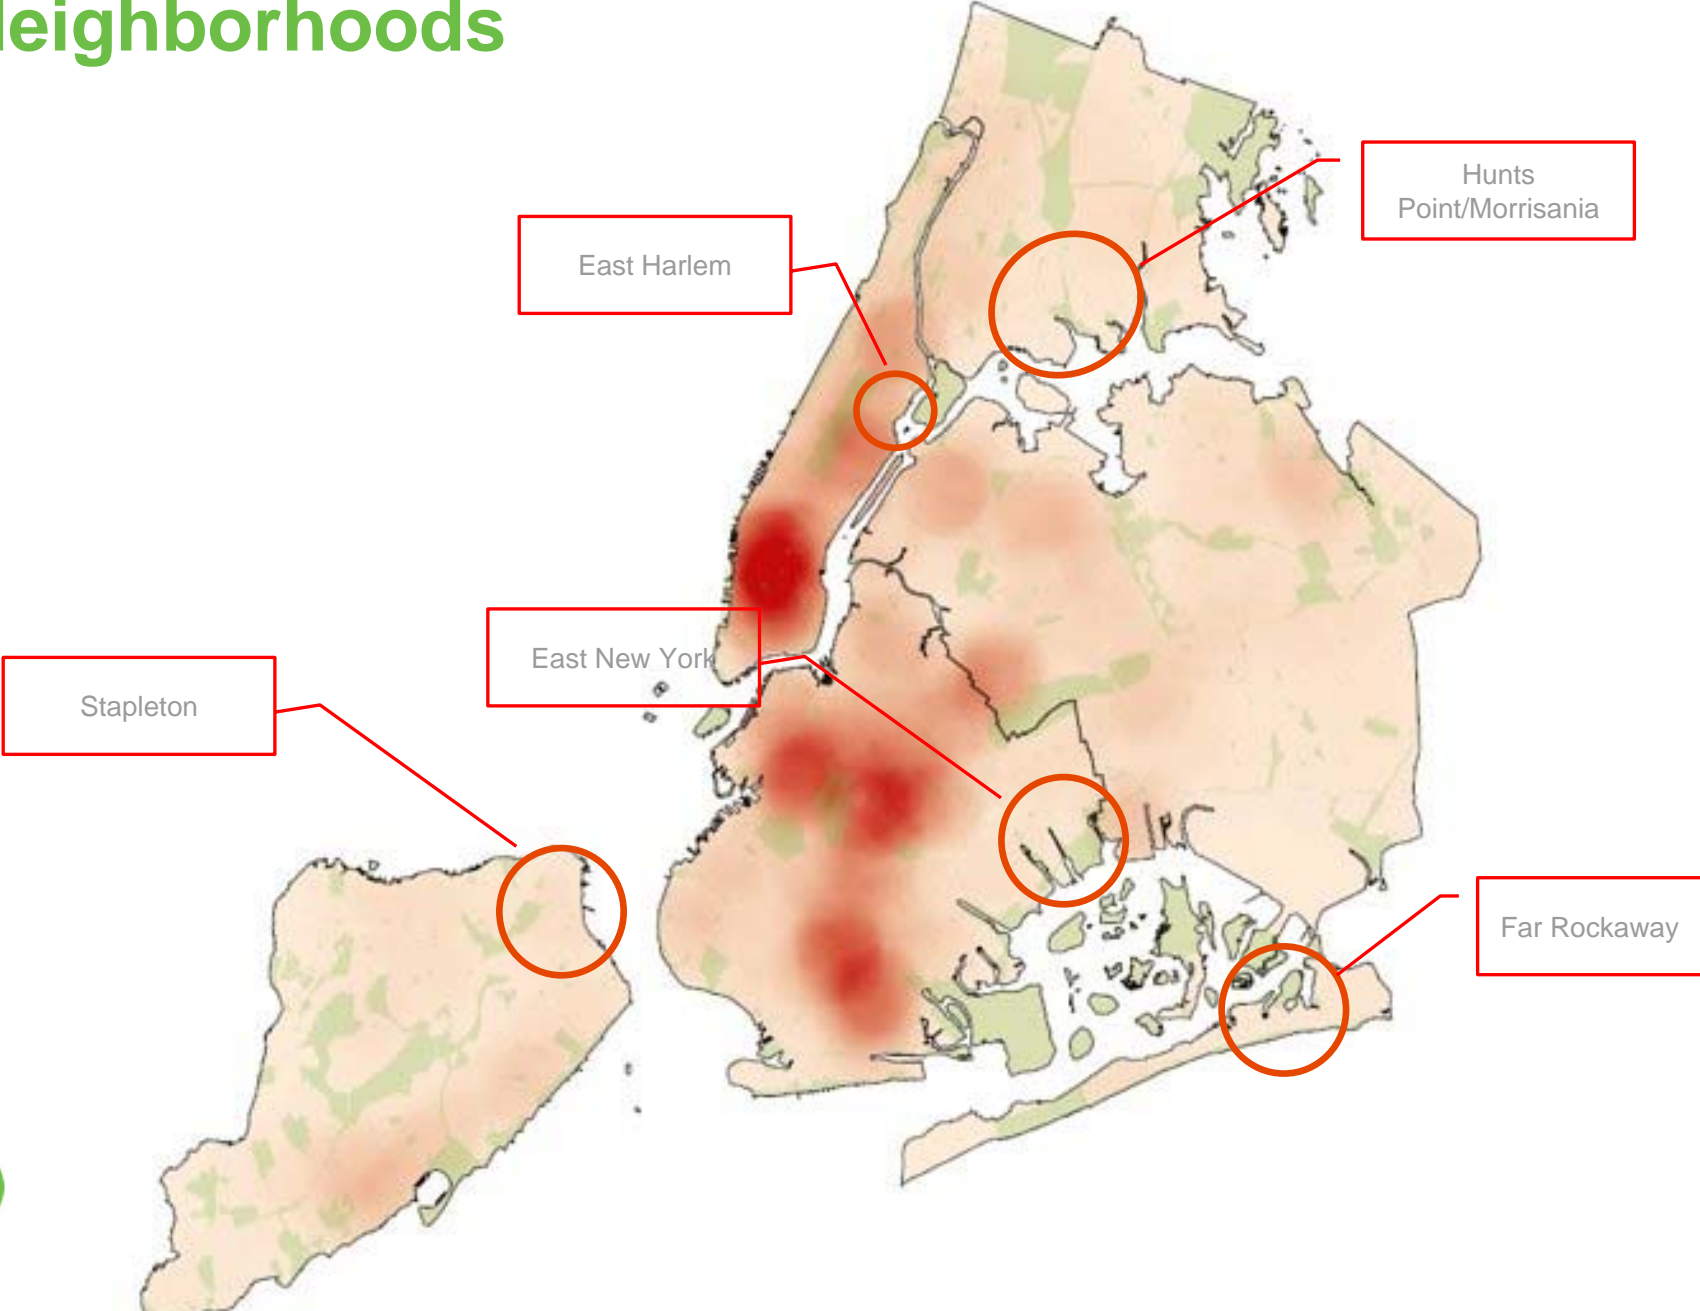 leighborhoods
Hunts
Point/Morrisania
East Harlem
East New York
Stapleton
Far Rockaway